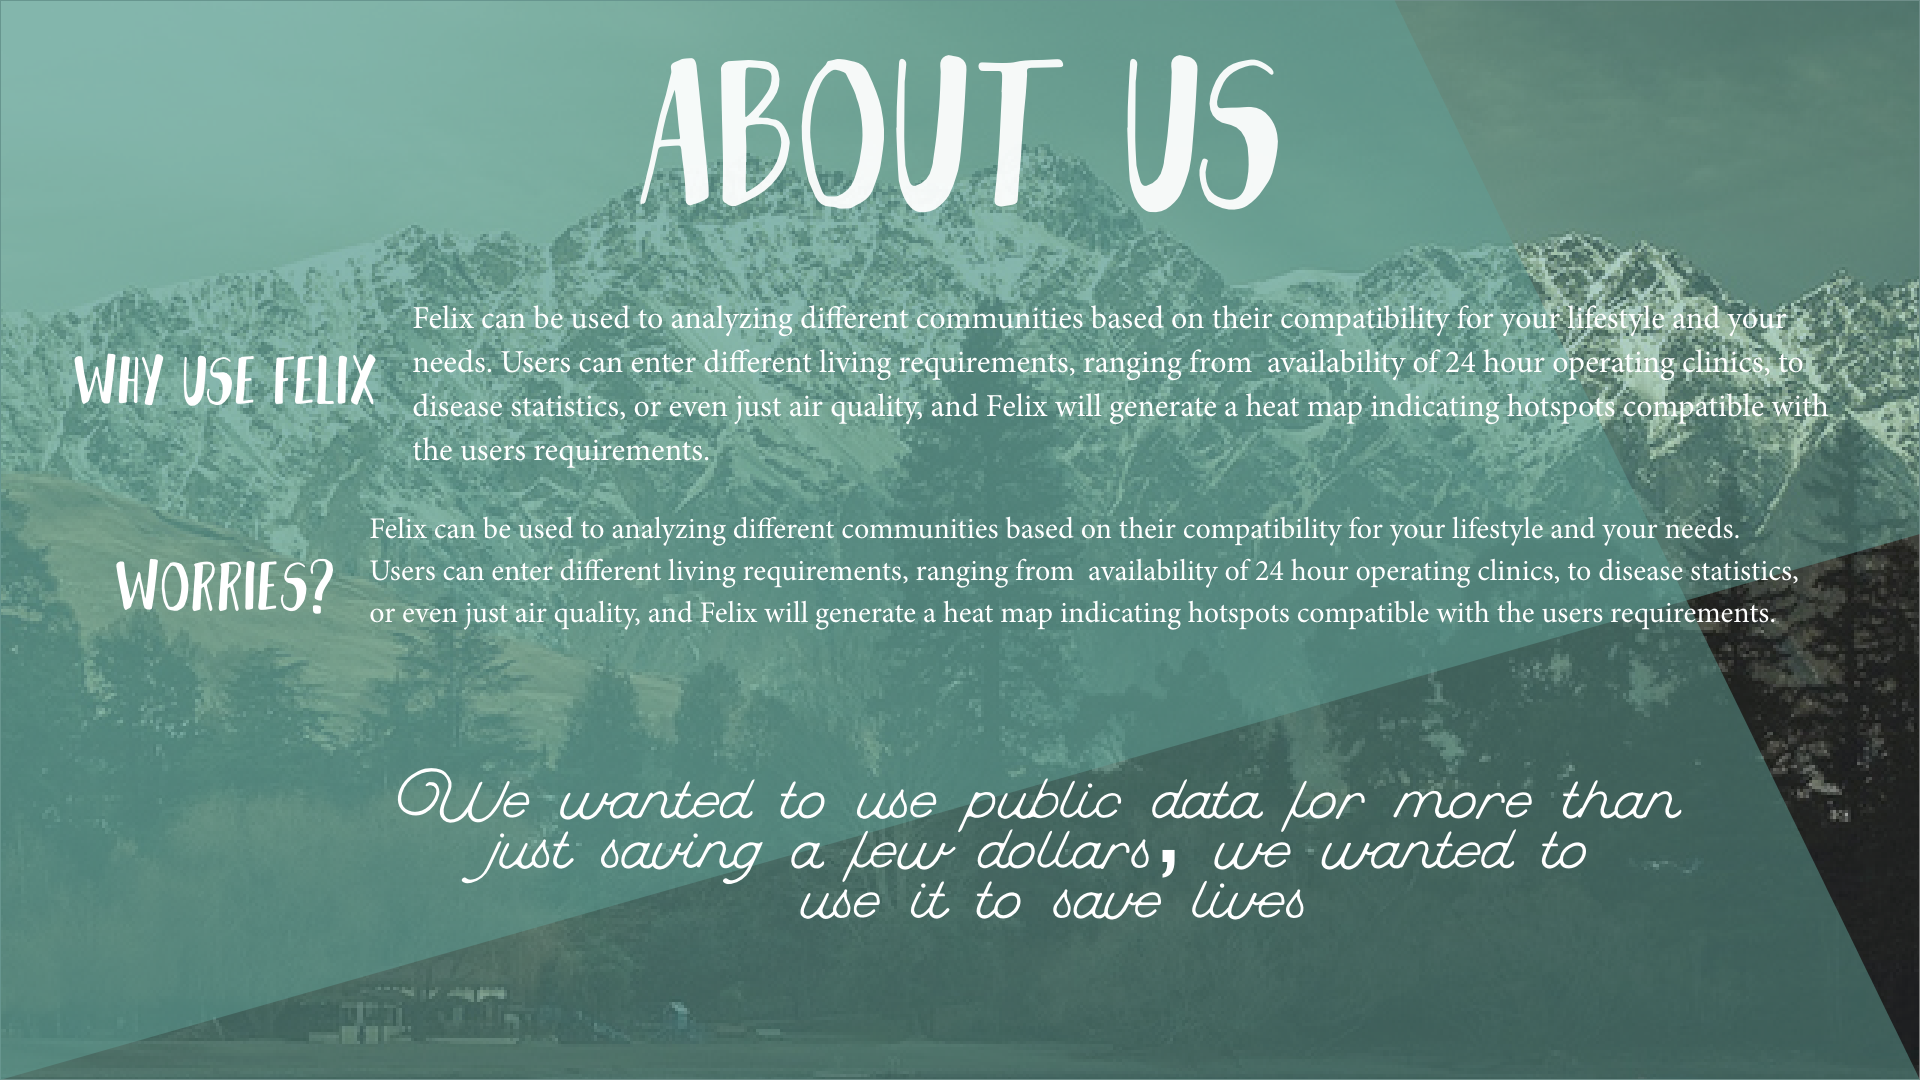 ABOUT US
WHY USE FELIX
Felix can be used to analyzing different communities based on their compatibility for your lifestyle and your
needs. Users can enter different living requirements, ranging from  availability of 24 hour operating clinics, to
disease statistics, or even just air quality, and Felix will generate a heat map indicating hotspots compatible with
the users requirements.
WORRIES?
Felix can be used to analyzing different communities based on their compatibility for your lifestyle and your needs.
Users can enter different living requirements, ranging from  availability of 24 hour operating clinics, to disease statistics,
or even just air quality, and Felix will generate a heat map indicating hotspots compatible with the users requirements.
We wanted to use public data for more than
just saving a few dollars, we wanted to
use it to save lives